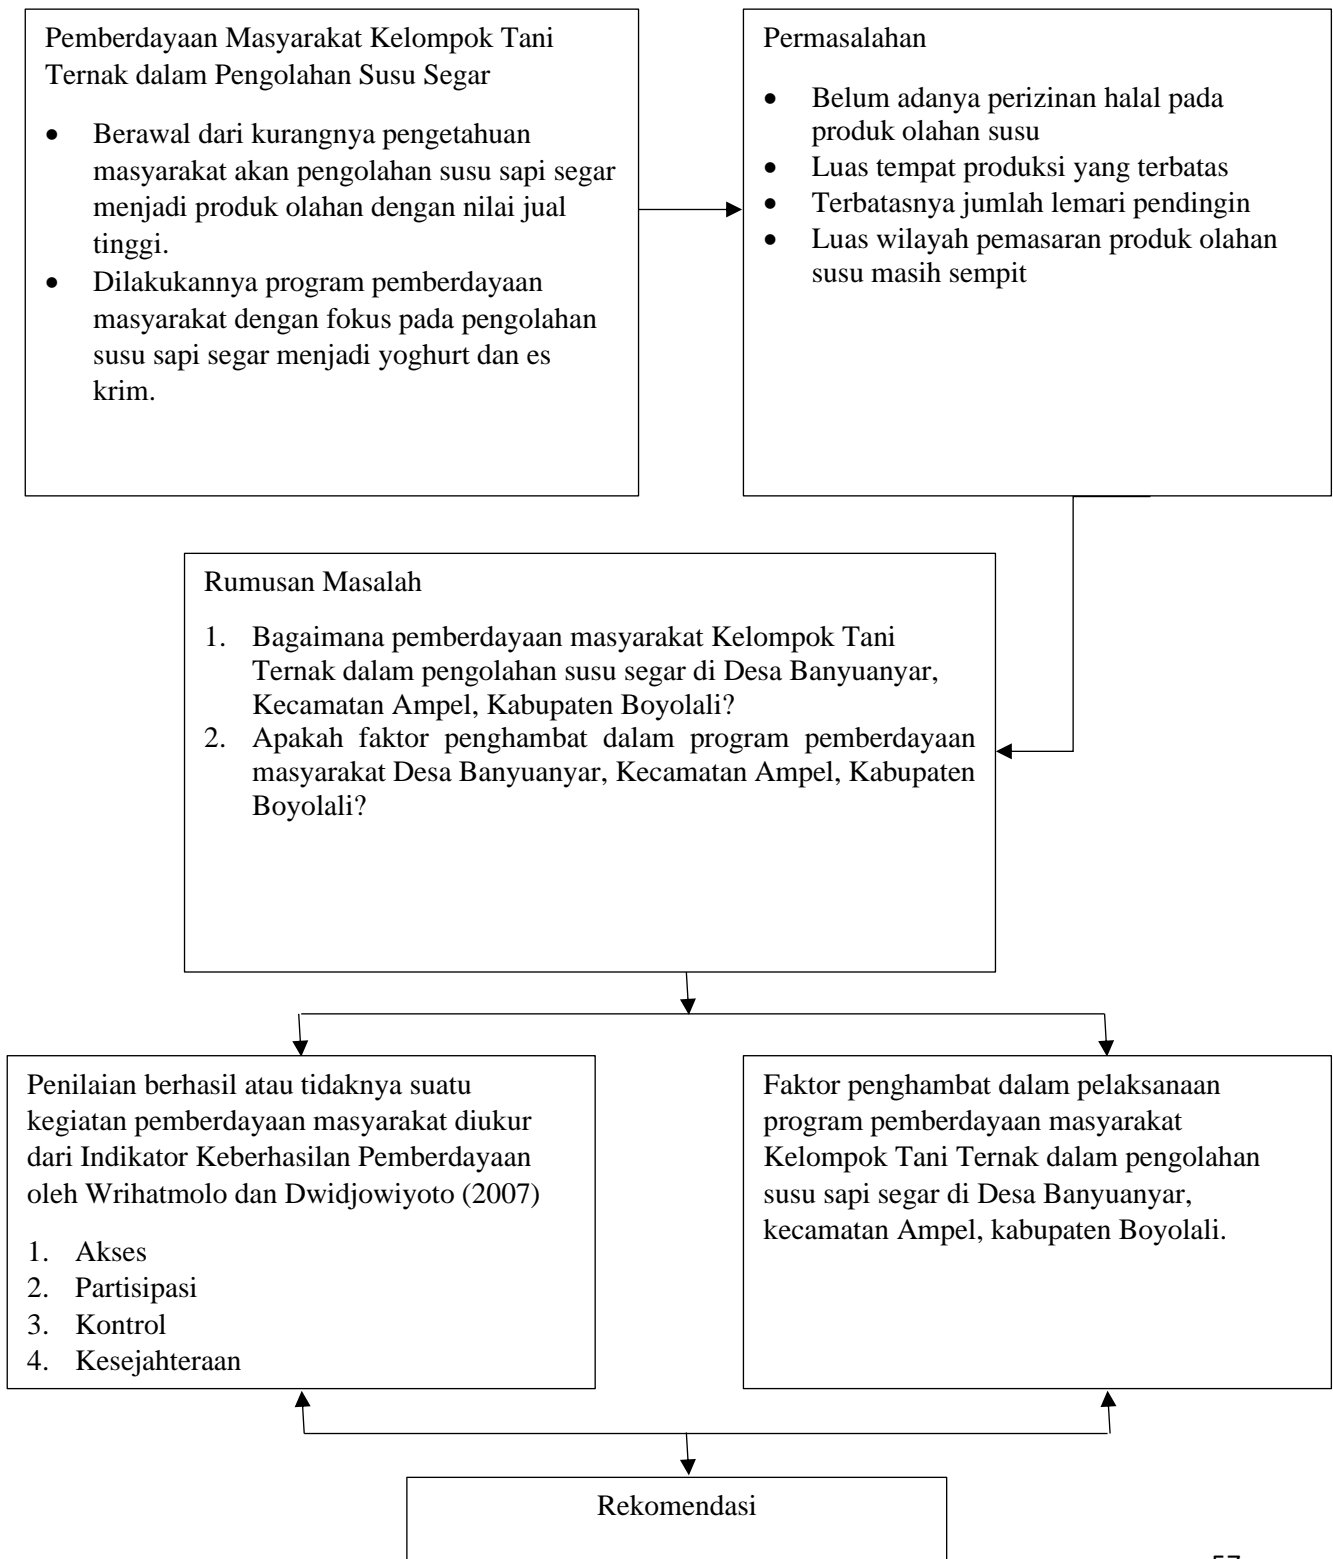 Pemberdayaan Masyarakat Kelompok Tani
Ternak dalam Pengolahan Susu Segar
• Berawal dari kurangnya pengetahuan
masyarakat akan pengolahan susu sapi segar
menjadi produk olahan dengan nilai jual
tinggi.
• Dilakukannya program pemberdayaan
masyarakat dengan fokus pada pengolahan
susu sapi segar menjadi yoghurt dan es
krim.
Permasalahan
• Belum adanya perizinan halal pada
produk olahan susu
• Luas tempat produksi yang terbatas
• Terbatasnya jumlah lemari pendingin
• Luas wilayah pemasaran produk olahan
susu masih sempit
Rumusan Masalah
1. Bagaimana pemberdayaan masyarakat Kelompok Tani
Ternak dalam pengolahan susu segar di Desa Banyuanyar,
Kecamatan Ampel, Kabupaten Boyolali?
2. Apakah faktor penghambat dalam program pemberdayaan
masyarakat Desa Banyuanyar, Kecamatan Ampel, Kabupaten
Boyolali?
Penilaian berhasil atau tidaknya suatu
kegiatan pemberdayaan masyarakat diukur
dari Indikator Keberhasilan Pemberdayaan
oleh Wrihatmolo dan Dwidjowiyoto (2007)
1. Akses
2. Partisipasi
3. Kontrol
4. Kesejahteraan
Faktor penghambat dalam pelaksanaan
program pemberdayaan masyarakat
Kelompok Tani Ternak dalam pengolahan
susu sapi segar di Desa Banyuanyar,
kecamatan Ampel, kabupaten Boyolali.
Rekomendasi